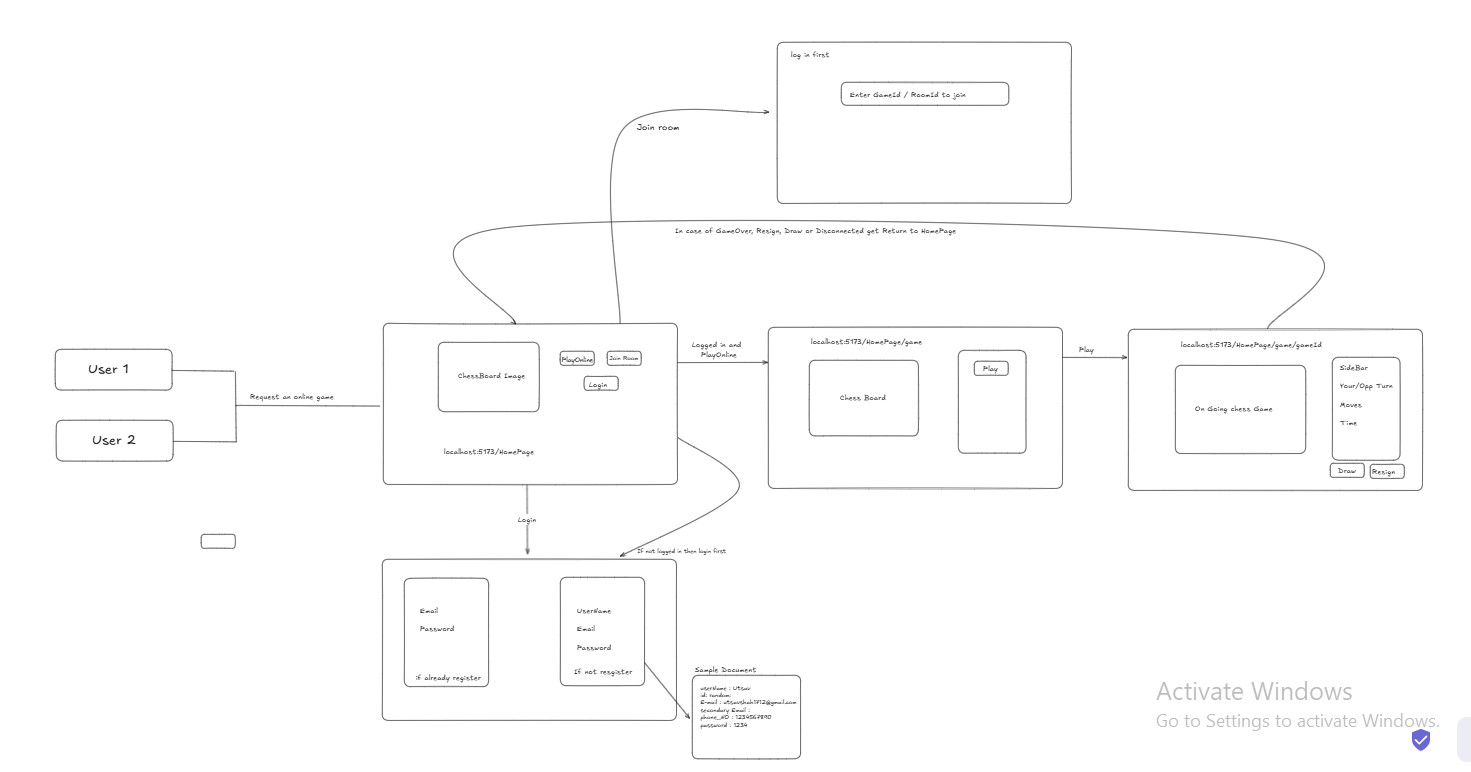 log in first
Enter GameId / RoomId to join
Join room
In case of GameOver, Resign, Draw or Disconnected get Return to HomePage
User 1
User 2
Request an online game
ChessBoard Image
PlayOnline
Join Room
Login
localhost:5173/HomePage
Logged in and
PlayOnline
localhost:5173/HomePage/game
Chess Board
Play
Play
localhost:5173/HomePage/game/gameId
On Going chess Game
SideBar
Your/Opp Turn
Moves
Time
Draw
Resign
Login
If not logged in then login first
Email
Password
if already register
UserName
Email
Password
If not resgister
Sample Document
userName : Utsav
id: random:
E-mail : utsavshah1712@gmail.com
secondary Email :
phone_NO : 1234567890
password : 1234
Activate Windows
Go to Settings to activate Windows.